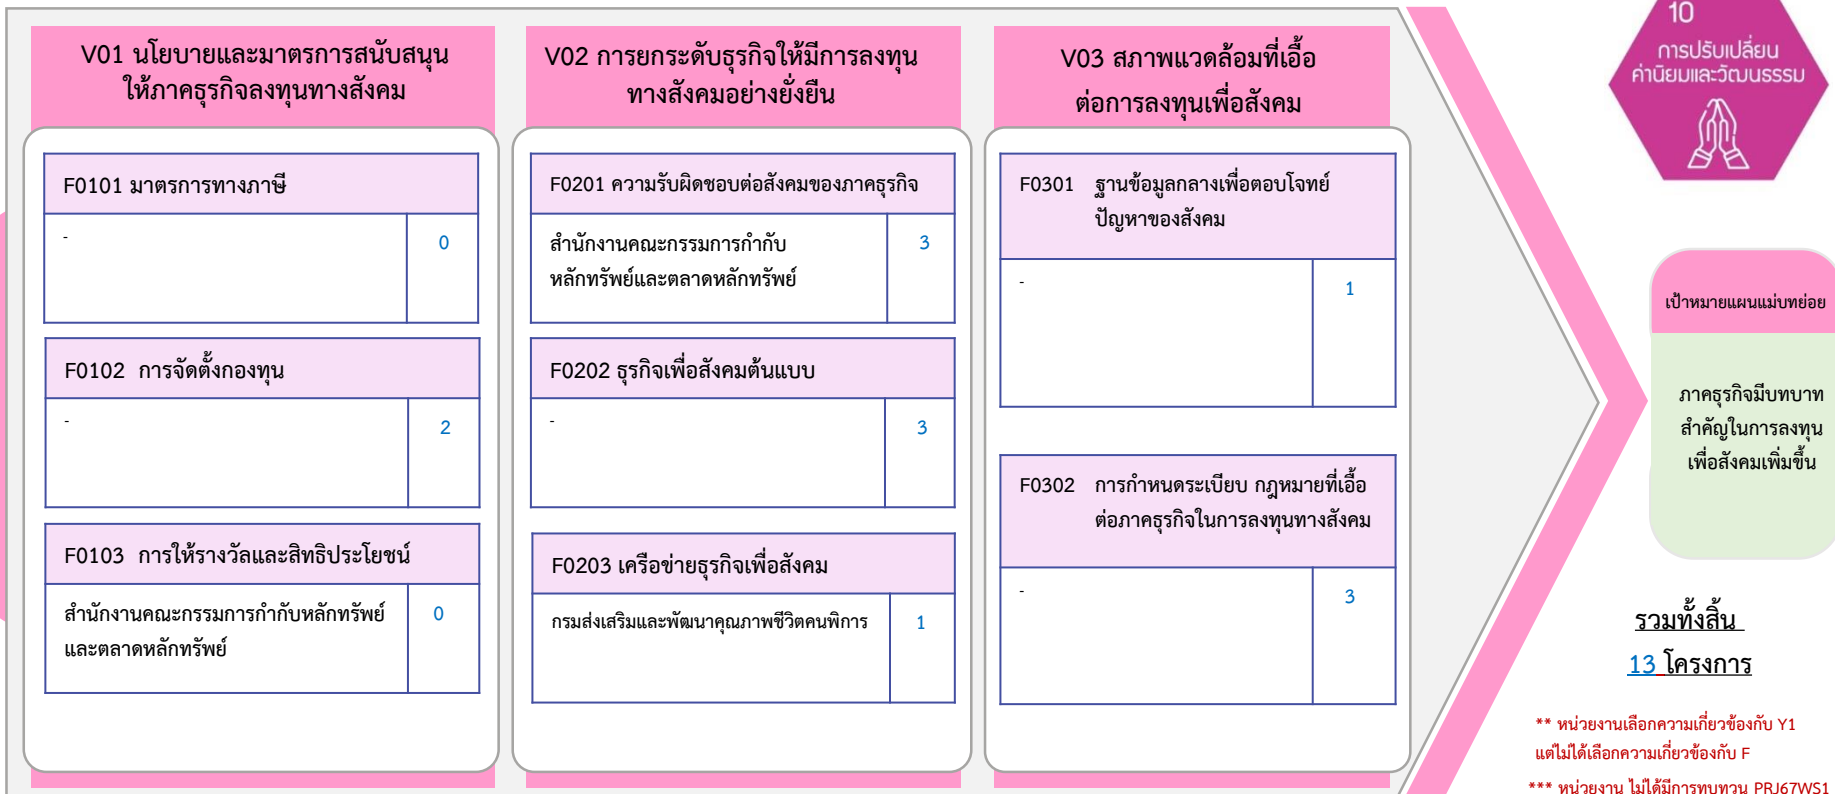 V01 นโยบายและมาตรการสนับสนุน
ให้ภาคธุรกิจลงทุนทางสังคม
F0101 มาตรการทางภาษี
-
0
F0102 การจัดตั้งกองทุน
-
2
F0103 การให้รางวัลและสิทธิประโยชน์
สำนักงานคณะกรรมการกำกับหลักทรัพย์
และตลาดหลักทรัพย์
0
V02 การยกระดับธุรกิจให้มีการลงทุน
ทางสังคมอย่างยั่งยืน
F0201 ความรับผิดชอบต่อสังคมของภาคธุรกิจ
สำนักงานคณะกรรมการกำกับ
หลักทรัพย์และตลาดหลักทรัพย์
3
F0202 ธุรกิจเพื่อสังคมต้นแบบ
-
3
F0203 เครือข่ายธุรกิจเพื่อสังคม
กรมส่งเสริมและพัฒนาคุณภาพชีวิตคนพิการ
1
V03 สภาพแวดล้อมที่เอื้อ
ต่อการลงทุนเพื่อสังคม
F0301 ฐานข้อมูลกลางเพื่อตอบโจทย์
ปัญหาของสังคม
-
1
F0302 การกำหนดระเบียบ กฎหมายที่เอื้อ
ต่อภาคธุรกิจในการลงทุนทางสังคม
-
3
10
การปรับเปลี่ยน
ค่านิยมและวัฒนธรรม
เป้าหมายแผนแม่บทย่อย
ภาคธุรกิจมีบทบาท
สำคัญในการลงทุน
เพื่อสังคมเพิ่มขึ้น
รวมทั้งสิ้น
13 โครงการ
** หน่วยงานเลือกความเกี่ยวข้องกับ Y1
แต่ไม่ได้เลือกความเกี่ยวข้องกับ F
*** หน่วยงาน ไม่ได้มีการทบทวน PRJ67WS1